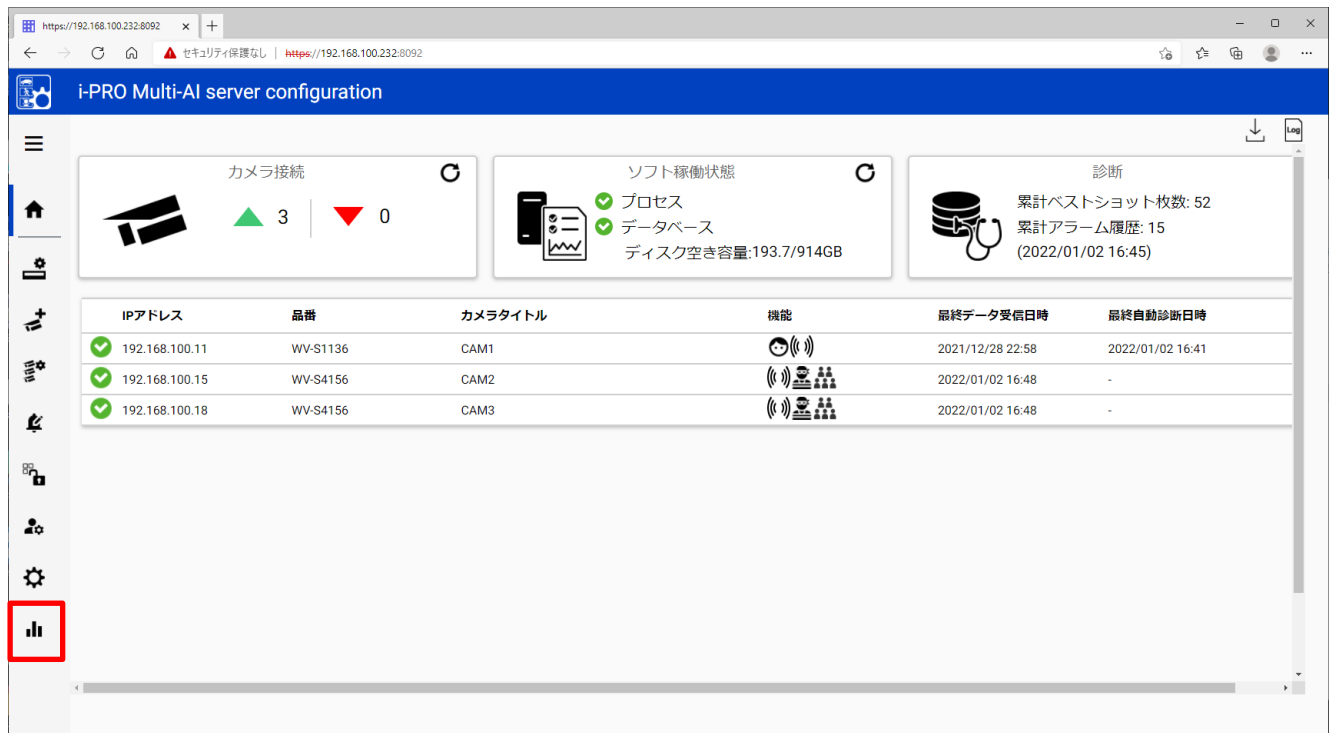 https://192.168.100.232:8092
セキュリティ保護なし | https://192.168.100.232:8092
i-PRO Multi-AI server configuration
Log
カメラ接続
3
0
ソフト稼働状態
プロセス
データベース
ディスク空き容量:193.7/914GB
診断
累計ベストショット枚数: 52
累計アラーム履歴: 15
(2022/01/02 16:45)
IPアドレス 品番 カメラタイトル 機能 最終データ受信日時 最終自動診断日時
192.168.100.11 WV-S1136 CAM1 2021/12/28 22:58 2022/01/02 16:41
192.168.100.15 WV-S4156 CAM2 2022/01/02 16:48 -
192.168.100.18 WV-S4156 CAM3 2022/01/02 16:48 -